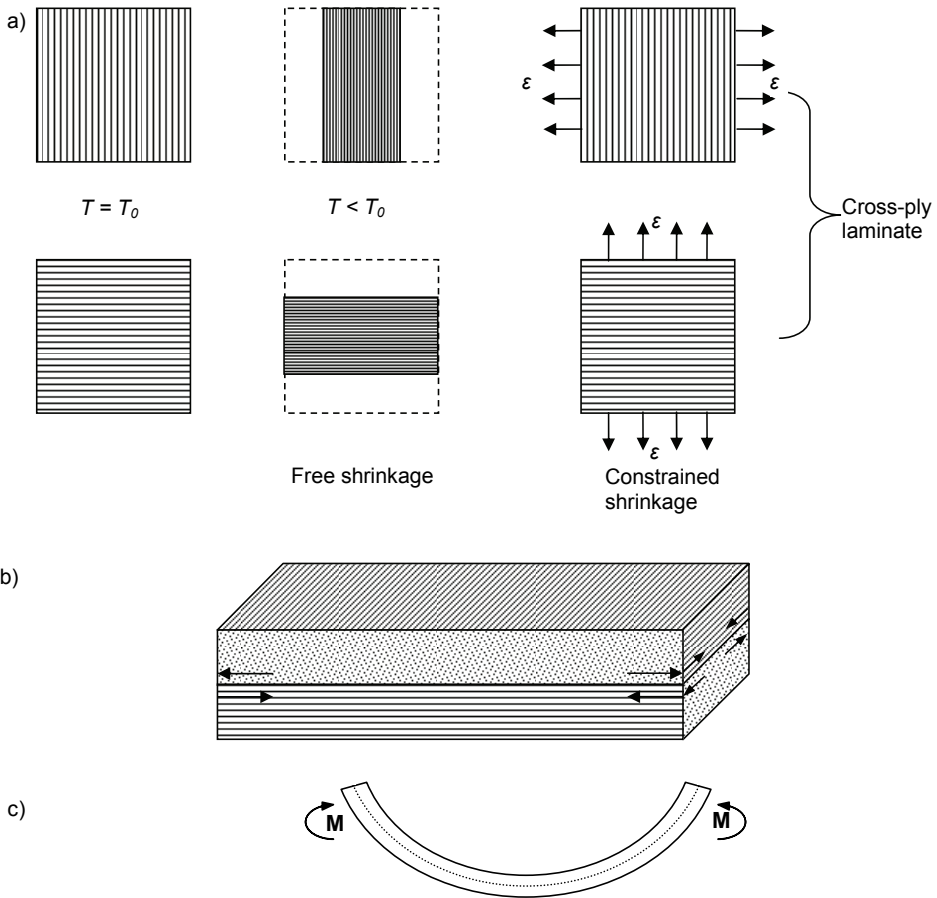 a)
ε
ε
T = T₀
T < T₀
Cross-ply
laminate
ε
ε
Free shrinkage
Constrained
shrinkage
b)
c)
M
M